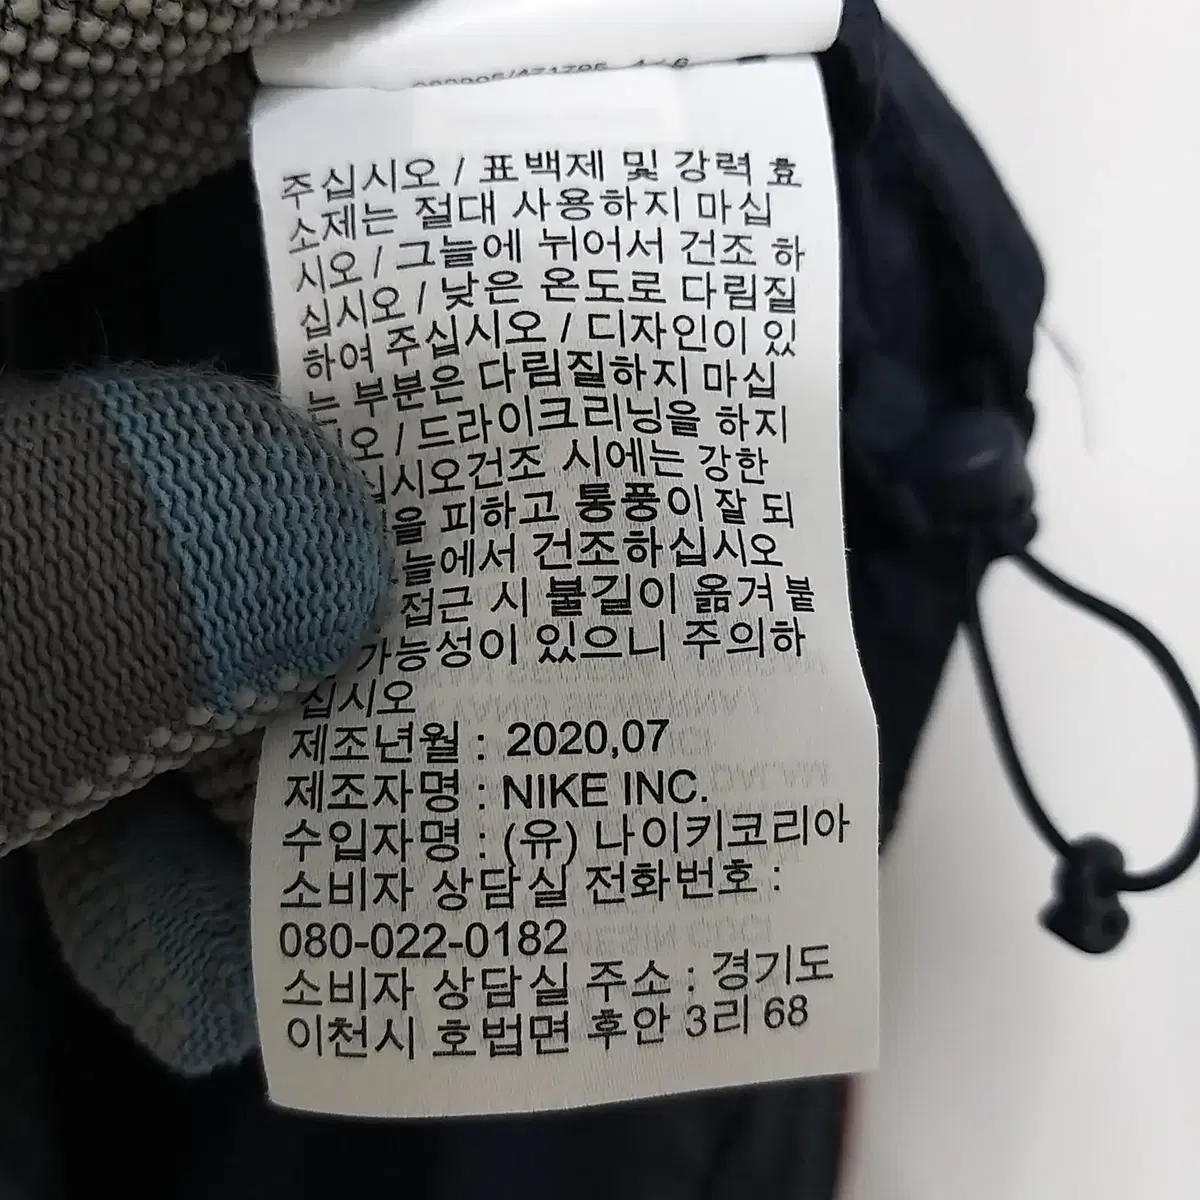 주십시오 / 표백제 및 강력 효
소제는 절대 사용하지 마십
시오 / 그늘에 뉘어서 건조 하
십시오 / 낮은 온도로 다림질
하여 주십시오 / 디자인이 있
는 부분은 다림질하지 마십
오 / 드라이크리닝을 하지
십시오건조 시에는 강한
을 피하고 통풍이 잘 되
늘에서 건조하십시오
접근 시 불길이 옮겨 붙
가능성이 있으니 주의하
십시오
제조년월 : 2020,07
제조자명 : NIKE INC.
수입자명 : (유) 나이키코리아
소비자 상담실 전화번호 :
080-022-0182
소비자 상담실 주소 : 경기도
이천시 호법면 후안 3리 68